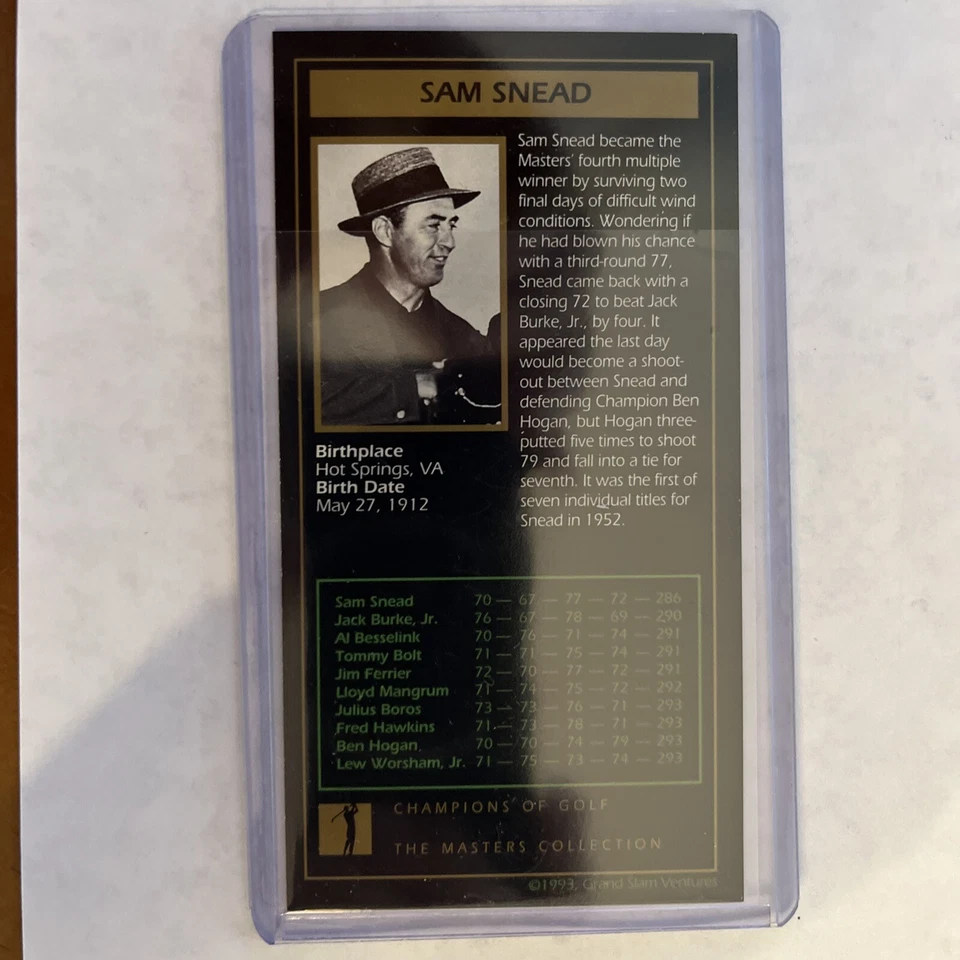 SAM SNEAD
Sam Snead became the
Masters' fourth multiple
winner by surviving two
final days of difficult wind
conditions. Wondering if
he had blown his chance
with a third-round 77,
Snead came back with a
closing 72 to beat Jack
Burke, Jr., by four. It
appeared the last day
would become a shoot-
out between Snead and
defending Champion Ben
Hogan, but Hogan three-
putted five times to shoot
79 and fall into a tie for
seventh. It was the first of
seven individual titles for
Snead in 1952.
Birthplace
Hot Springs, VA
Birth Date
May 27, 1912
Sam Snead 70 — 67 — 77 — 72 — 286
Jack Burke, Jr. 76 — 67 — 78 — 69 — 290
Al Besselink 70 — 76 — 71 — 74 — 291
Tommy Bolt 71 — 71 — 75 — 74 — 291
Jim Ferrier 72 — 70 — 77 — 72 — 291
Lloyd Mangrum 71 — 74 — 75 — 72 — 292
Julius Boros 73 — 73 — 76 — 71 — 293
Fred Hawkins 71 — 73 — 78 — 71 — 293
Ben Hogan 70 — 70 — 74 — 79 — 293
Lew Worsham, Jr. 71 — 75 — 73 — 74 — 293
CHAMPIONS OF GOLF
THE MASTERS COLLECTION
©1993, Grand Slam Ventures